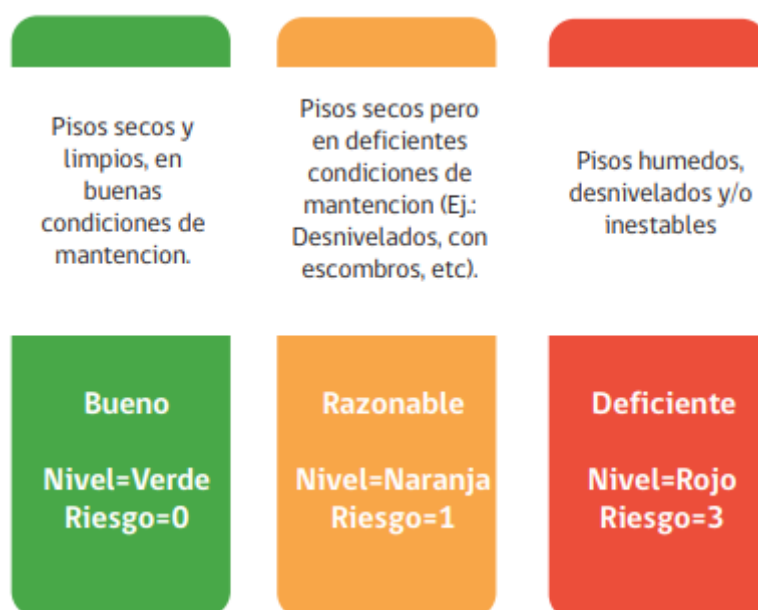 Pisos secos y
limpios, en
buenas
condiciones de
mantencion.
Bueno
Nivel=Verde
Riesgo=0
Pisos secos pero
en deficientes
condiciones de
mantencion (Ej.:
Desnivelados, con
escombros, etc).
Razonable
Nivel=Naranja
Riesgo=1
Pisos humedos,
desnivelados y/o
inestables
Deficiente
Nivel=Rojo
Riesgo=3